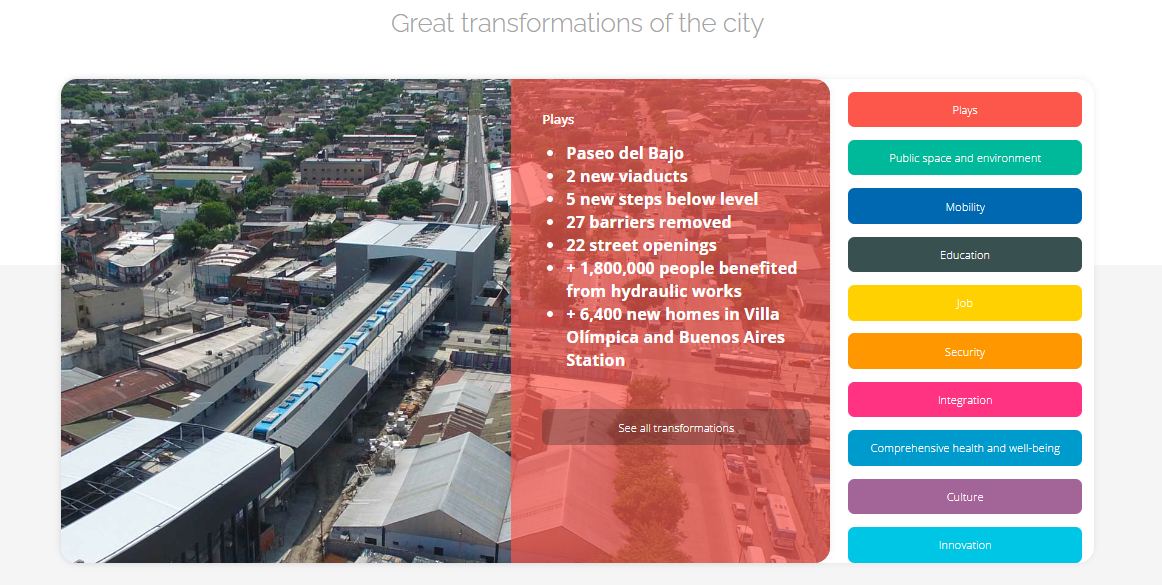 Great transformations of the city
Plays
Paseo del Bajo
2 new viaducts
5 new steps below level
27 barriers removed
22 street openings
+ 1,800,000 people benefited
from hydraulic works
+ 6,400 new homes in Villa
Olímpica and Buenos Aires
Station
See all transformations
Plays
Public space and environment
Mobility
Education
Job
Security
Integration
Comprehensive health and well-being
Culture
Innovation